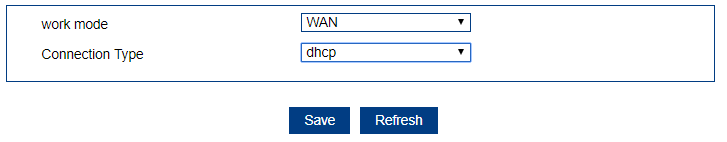 work mode WAN
Connection Type dhcp
Save Refresh